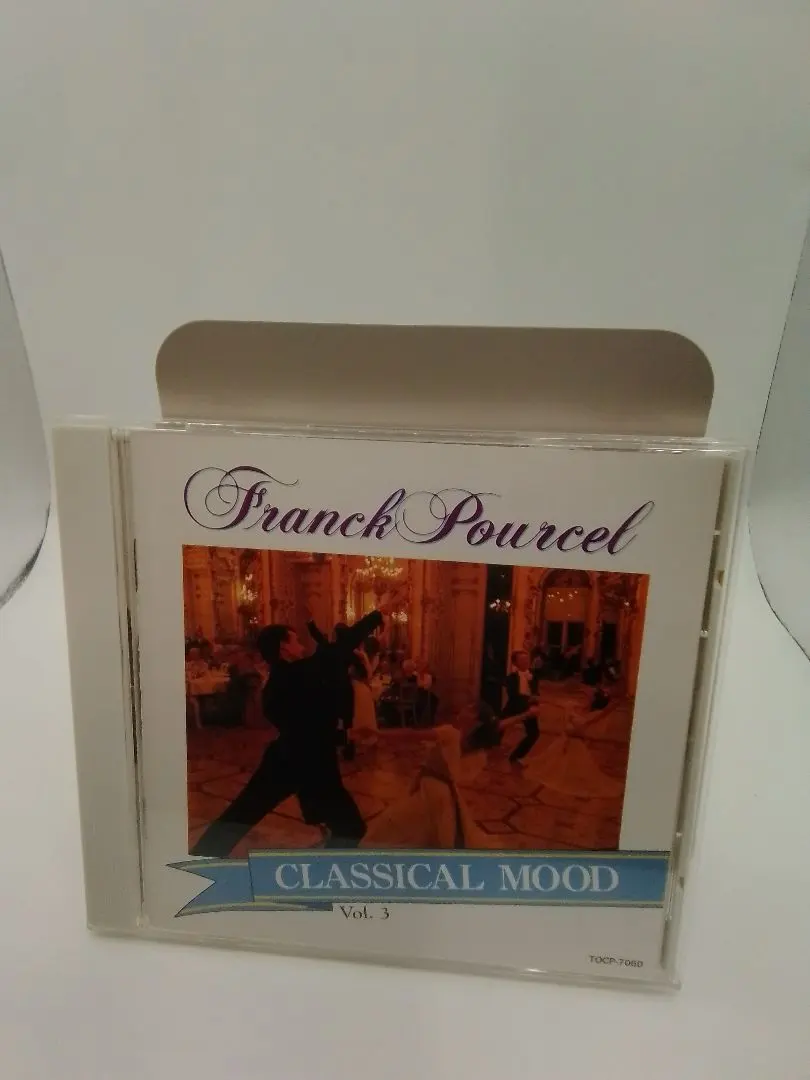 Franck Pourcel
CLASSICAL MOOD
Vol. 3
TOCP-7060